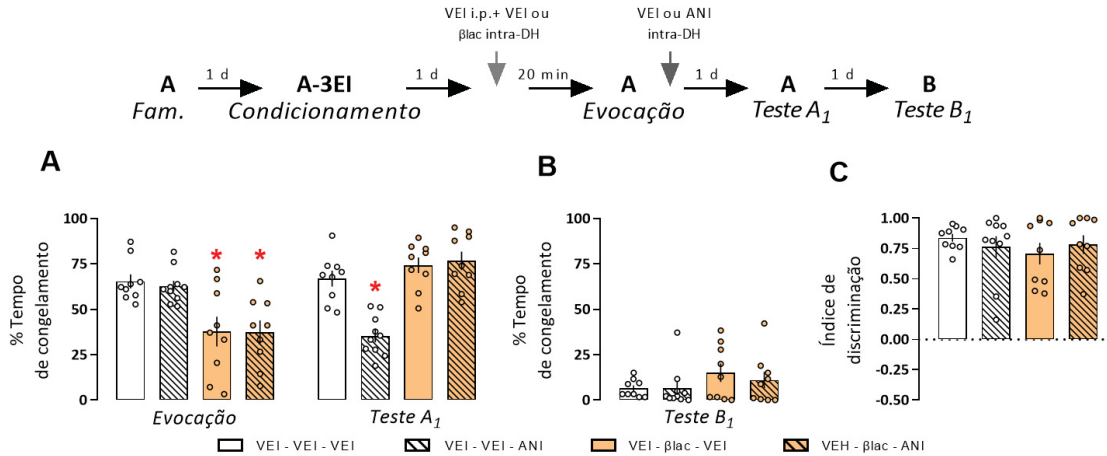 VEI i.p.+ VEI ou
βlac intra-DH
VEI ou ANI
intra-DH
A 1 d A-3EI 1 d 20 min A 1 d A 1 d B
Fam. Condicionamento Evocação Teste A1 Teste B1
A
% Tempo
de congelamento
100
75
50
25
0
* * *
Evocação Teste A1
B
% Tempo
de congelamento
100
75
50
25
0
Teste B1
C
Índice de
discriminação
1.00
0.75
0.50
0.25
0.00
-0.25
-0.50
VEI - VEI - VEI VEI - VEI - ANI VEI - βlac - VEI VEH - βlac - ANI